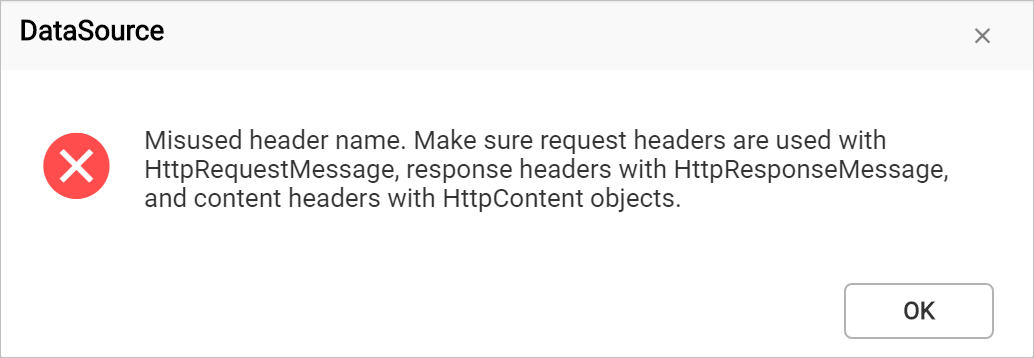 DataSource
Misused header name. Make sure request headers are used with
HttpRequestMessage, response headers with HttpResponseMessage,
and content headers with HttpContent objects.
OK